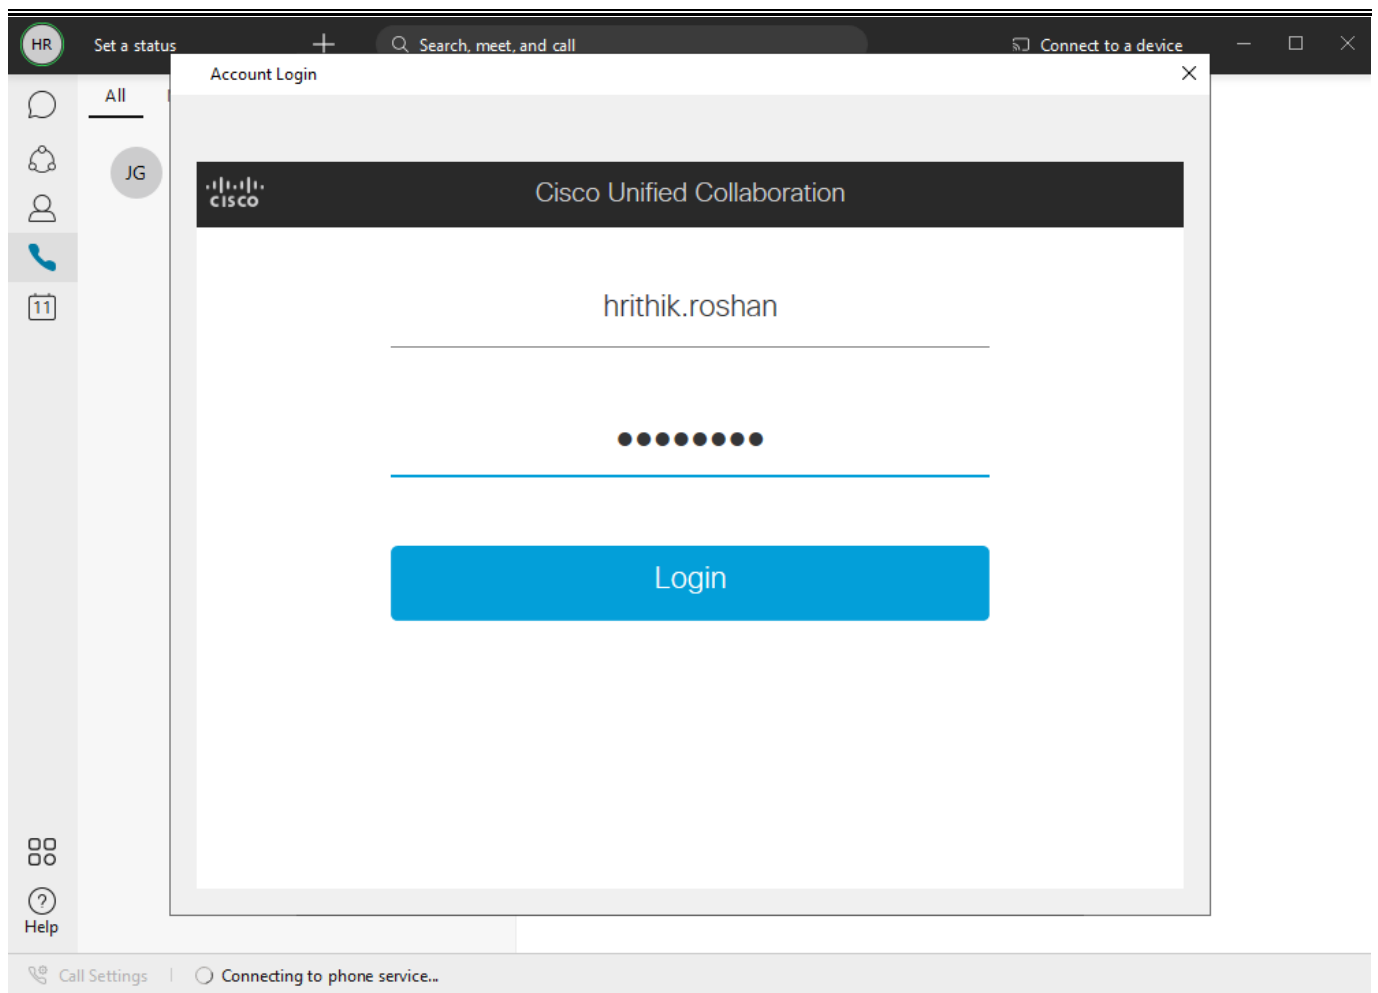 HR
Set a status
Search, meet, and call
Connect to a device
Account Login
All
JG
CISCO
Cisco Unified Collaboration
hrithik.roshan
11
Login
Help
Call Settings
Connecting to phone service...